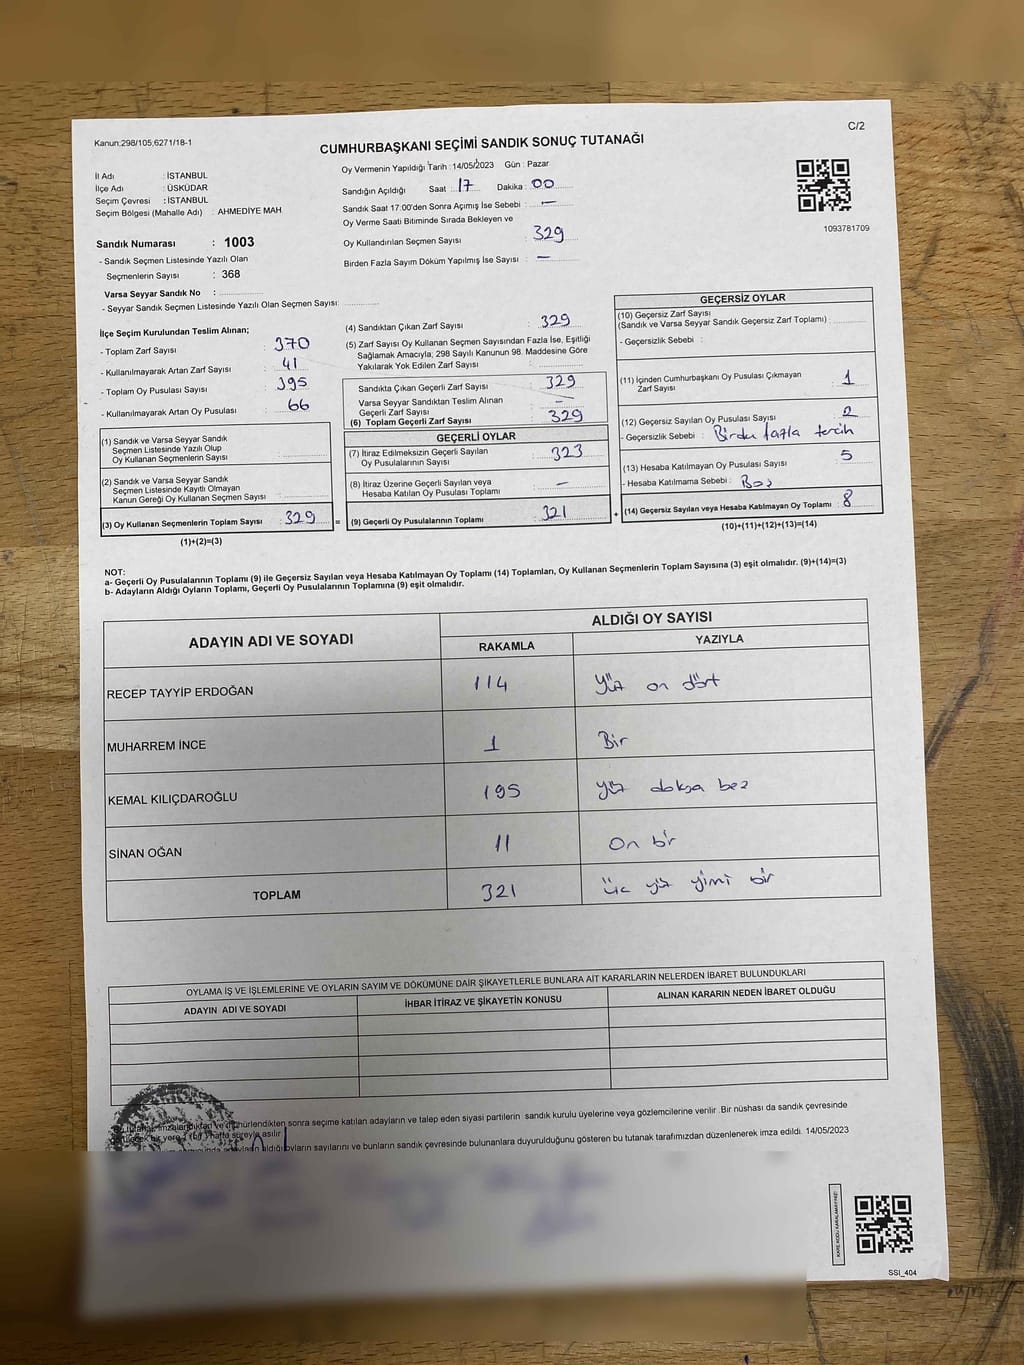 Kanun:298/105,6271/18-1
C/2
CUMHURBAŞKANI SEÇİMİ SANDIK SONUÇ TUTANAĞI
İl Adı : İSTANBUL
İlçe Adı : ÜSKÜDAR
Seçim Çevresi : İSTANBUL
Seçim Bölgesi (Mahalle Adı) : AHMEDİYE MAH.
Sandık Numarası : 1003
- Sandık Seçmen Listesinde Yazılı Olan
Seçmenlerin Sayısı : 368
Varsa Seyyar Sandık No :
- Seyyar Sandık Seçmen Listesinde Yazılı Olan Seçmen Sayısı:
Oy Vermenin Yapıldığı Tarih : 14/05/2023 Gün : Pazar
Sandığın Açıldığı Saat : 17 Dakika : 00
Sandık Saat 17:00'den Sonra Açımış İse Sebebi : —
Oy Verme Saati Bitiminde Sırada Bekleyen ve
Oy Kullandırılan Seçmen Sayısı : 329
Birden Fazla Sayım Döküm Yapılmış İse Sayısı : —
1093781709
İlçe Seçim Kurulundan Teslim Alınan;
- Toplam Zarf Sayısı : 370
- Kullanılmayarak Artan Zarf Sayısı : 41
- Toplam Oy Pusulası Sayısı : 395
- Kullanılmayarak Artan Oy Pusulası : 66
(1) Sandık ve Varsa Seyyar Sandık
Seçmen Listesinde Yazılı Olup
Oy Kullanan Seçmenlerin Sayısı :
(2) Sandık ve Varsa Seyyar Sandık
Seçmen Listesinde Kayıtlı Olmayan
Kanun Gereği Oy Kullanan Seçmen Sayısı :
(3) Oy Kullanan Seçmenlerin Toplam Sayısı : 329 =
(1)+(2)=(3)
(4) Sandıktan Çıkan Zarf Sayısı : 329
(5) Zarf Sayısı Oy Kullanan Seçmen Sayısından Fazla İse, Eşitliği
Sağlamak Amacıyla; 298 Sayılı Kanunun 98. Maddesine Göre
Yakılarak Yok Edilen Zarf Sayısı :
Sandıkta Çıkan Geçerli Zarf Sayısı : 329
Varsa Seyyar Sandıktan Teslim Alınan
Geçerli Zarf Sayısı : —
(6) Toplam Geçerli Zarf Sayısı : 329
GEÇERLİ OYLAR
(7) İtiraz Edilmeksizin Geçerli Sayılan
Oy Pusulalarının Sayısı : 323
(8) İtiraz Üzerine Geçerli Sayılan veya
Hesaba Katılan Oy Pusulası Toplamı : —
(9) Geçerli Oy Pusulalarının Toplamı : 321 +
GEÇERSİZ OYLAR
(10) Geçersiz Zarf Sayısı
(Sandık ve Varsa Seyyar Sandık Geçersiz Zarf Toplamı) :
- Geçersizlik Sebebi :
(11) İçinden Cumhurbaşkanı Oy Pusulası Çıkmayan
Zarf Sayısı : 1
(12) Geçersiz Sayılan Oy Pusulası Sayısı : 2
- Geçersizlik Sebebi : Birden fazla tercih
(13) Hesaba Katılmayan Oy Pusulası Sayısı : 5
- Hesaba Katılmama Sebebi : Boş
(14) Geçersiz Sayılan veya Hesaba Katılmayan Oy Toplamı : 8
(10)+(11)+(12)+(13)=(14)
NOT:
a- Geçerli Oy Pusulalarının Toplamı (9) ile Geçersiz Sayılan veya Hesaba Katılmayan Oy Toplamı (14) Toplamları, Oy Kullanan Seçmenlerin Toplam Sayısına (3) eşit olmalıdır. (9)+(14)=(3)
b- Adayların Aldığı Oyların Toplamı, Geçerli Oy Pusulalarının Toplamına (9) eşit olmalıdır.
ADAYIN ADI VE SOYADI
ALDIĞI OY SAYISI
RAKAMLA YAZIYLA
RECEP TAYYİP ERDOĞAN 114 Yüz on dört
MUHARREM İNCE 1 Bir
KEMAL KILIÇDAROĞLU 195 Yüz doksa beş
SİNAN OĞAN 11 On bir
TOPLAM 321 üç yüz yirmi bir
OYLAMA İŞ VE İŞLEMLERİNE VE OYLARIN SAYIM VE DÖKÜMÜNE DAİR ŞİKAYETLERLE BUNLARA AİT KARARLARIN NELERDEN İBARET BULUNDUKLARI
ADAYIN ADI VE SOYADI İHBAR İTİRAZ VE ŞİKAYETİN KONUSU ALINAN KARARIN NEDEN İBARET OLDUĞU
tutanak, imzalandıktan ve mühürlendikten sonra seçime katılan adayların ve talep eden siyasi partilerin sandık kurulu üyelerine veya gözlemcilerine verilir. Bir nüshası da sandık çevresinde
bir yere 1 (bir) hafta süreyle asılır.
aldığı oyların sayılarını ve bunların sandık çevresinde bulunanlara duyurulduğunu gösteren bu tutanak tarafımızdan düzenlenerek imza edildi. 14/05/2023
KARE KODU KARALAMAYINIZ!
SSI_404